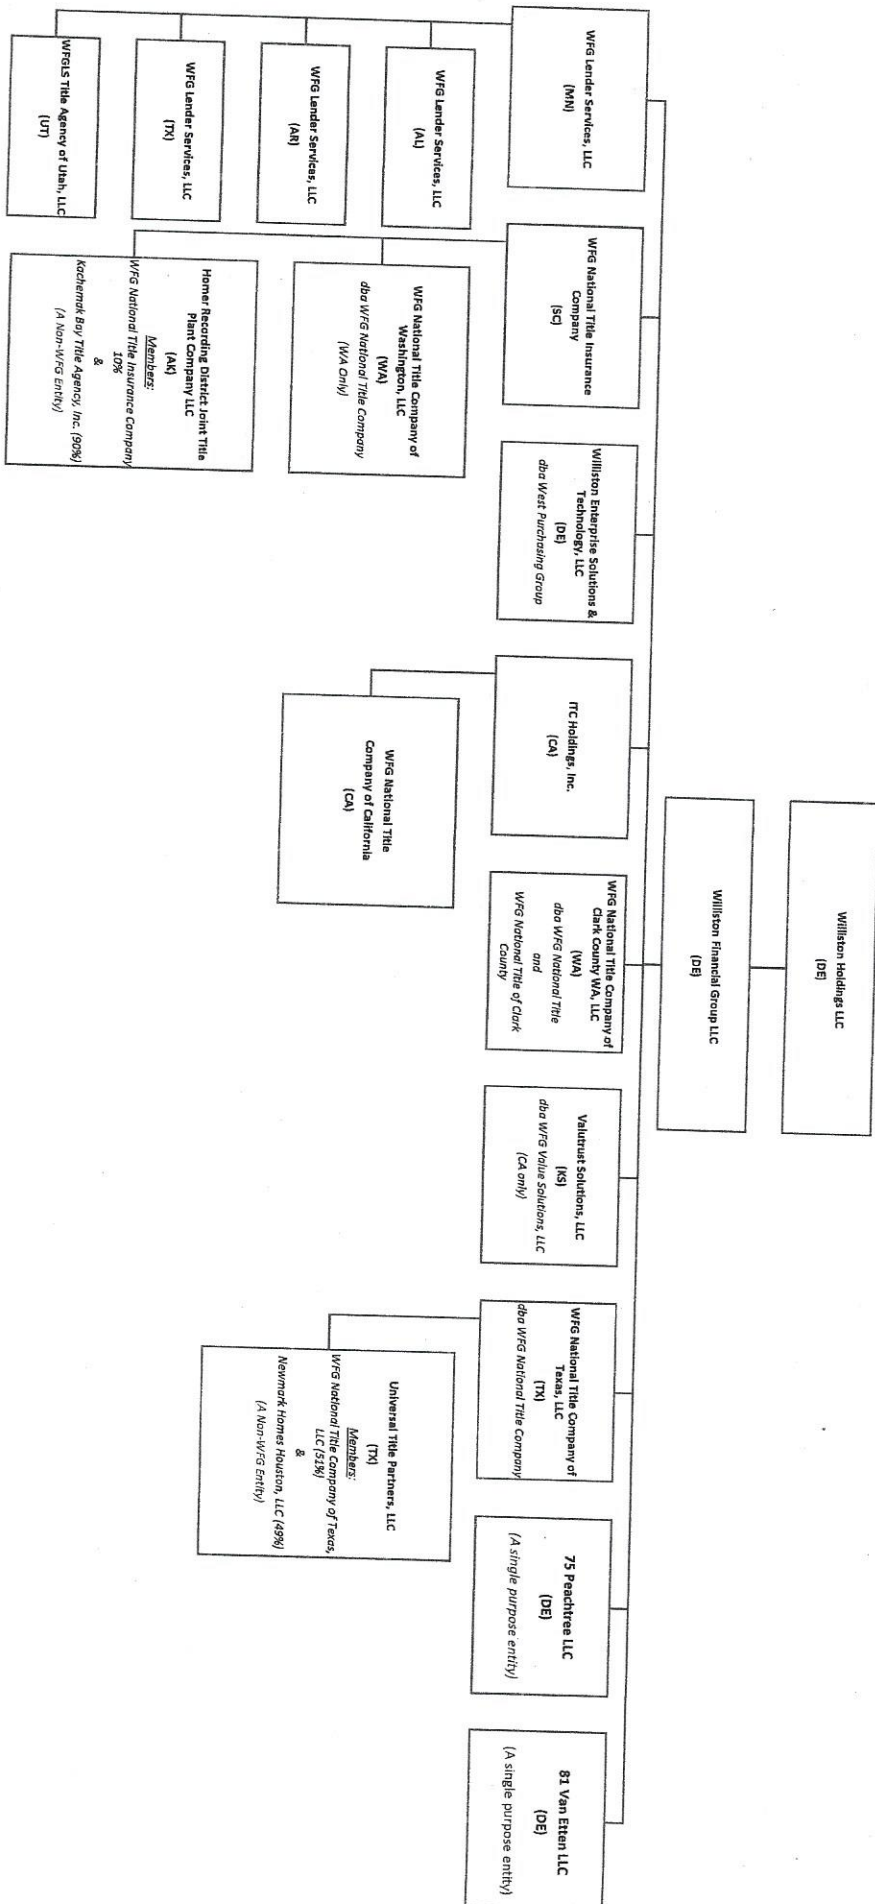 Williston Holdings LLC
(DE)
Williston Financial Group LLC
(DE)
WFG Lender Services, LLC
(MN)
WFG Lender Services, LLC
(AL)
WFG Lender Services, LLC
(AR)
WFG Lender Services, LLC
(TX)
WFGLS Title Agency of Utah, LLC
(UT)
WFG National Title Insurance
Company
(SC)
WFG National Title Company of
Washington, LLC
(WA)
dba WFG National Title Company
(WA Only)
Homer Recording District Joint Title
Plant Company LLC
(AK)
Members:
WFG National Title Insurance Company
10%
&
Kachemak Bay Title Agency, Inc. (90%)
(A Non-WFG Entity)
Williston Enterprise Solutions &
Technology, LLC
(DE)
dba West Purchasing Group
ITC Holdings, Inc.
(CA)
WFG National Title
Company of California
(CA)
WFG National Title Company of
Clark County WA, LLC
(WA)
dba WFG National Title
and
WFG National Title of Clark
County
Valutrust Solutions, LLC
(KS)
dba WFG Value Solutions, LLC
(CA only)
WFG National Title Company of
Texas, LLC
(TX)
dba WFG National Title Company
Universal Title Partners, LLC
(TX)
Members:
WFG National Title Company of Texas,
LLC (51%)
&
Newmark Homes Houston, LLC (49%)
(A Non-WFG Entity)
75 Peachtree LLC
(DE)
(A single purpose entity)
81 Van Etten LLC
(DE)
(A single purpose entity)